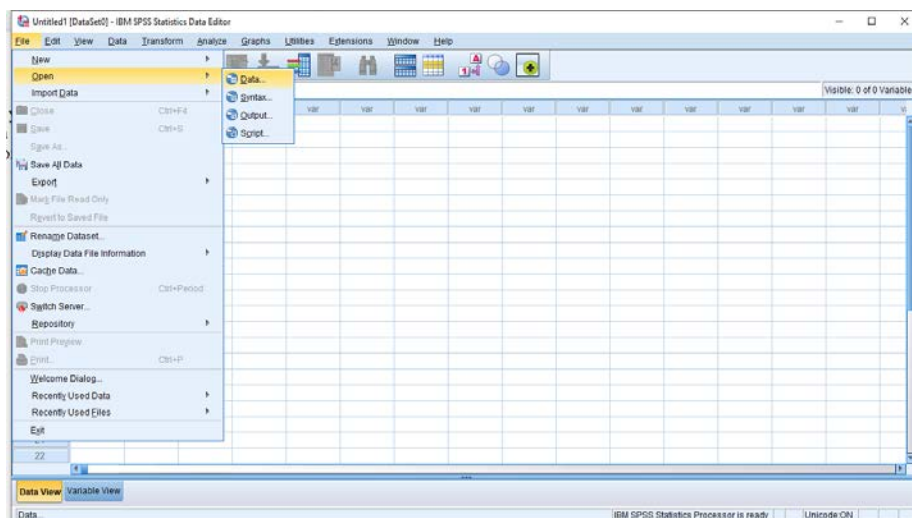 Untitled1 [DataSet0] - IBM SPSS Statistics Data Editor
File Edit View Data Transform Analyze Graphs Utilities Extensions Window Help
New
Open
Import Data
Close Ctrl+F4
Save Ctrl+S
Save As...
Save All Data
Export
Mark File Read Only
Revert to Saved File
Rename Dataset...
Display Data File Information
Cache Data...
Stop Processor Ctrl+Period
Switch Server...
Repository
Print Preview
Print... Ctrl+P
Welcome Dialog...
Recently Used Data
Recently Used Files
Exit
Data...
Syntax...
Output...
Script...
Visible: 0 of 0 Variable
var var var var var var var var var var var
22
Data View Variable View
Data... IBM SPSS Statistics Processor is ready Unicode:ON